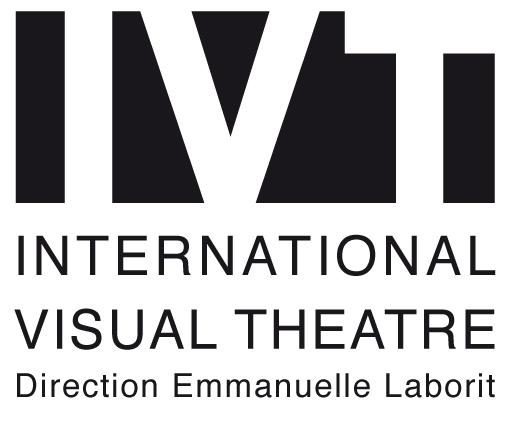 IVT
INTERNATIONAL
VISUAL THEATRE
Direction Emmanuelle Laborit